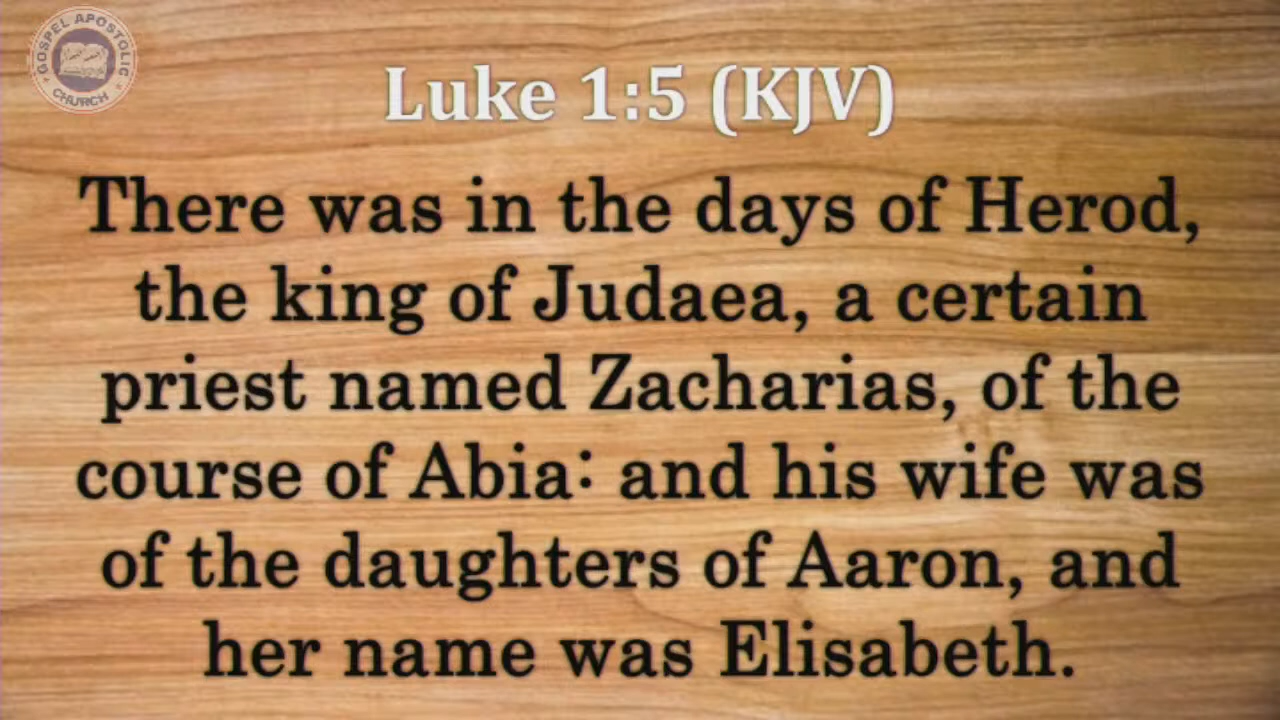 GOSPEL APOSTOLIC
CHURCH
Luke 1:5 (KJV)
There was in the days of Herod,
the king of Judaea, a certain
priest named Zacharias, of the
course of Abia: and his wife was
of the daughters of Aaron, and
her name was Elisabeth.